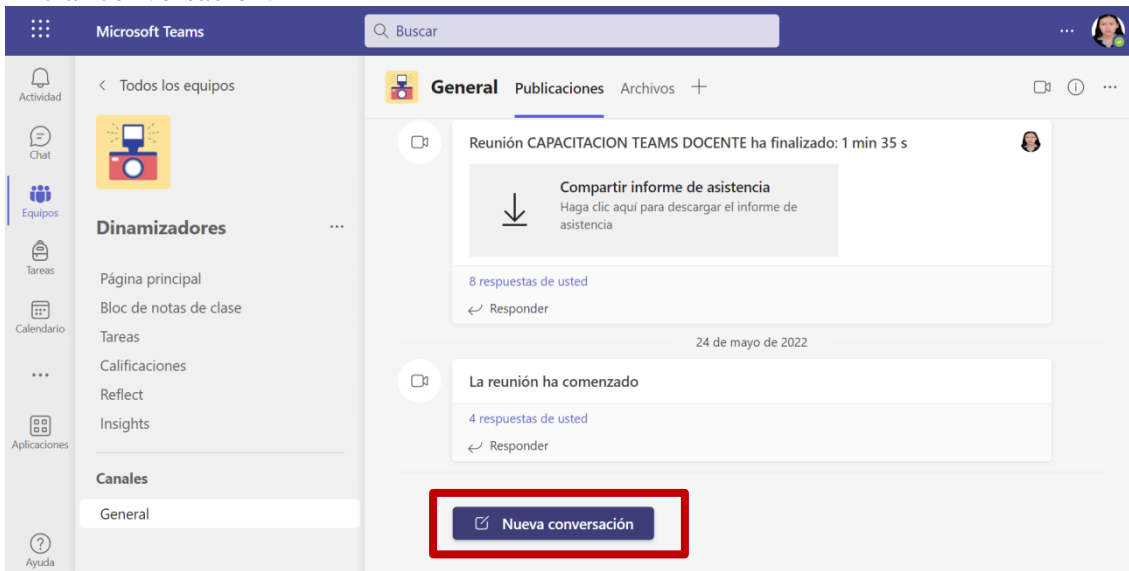 Microsoft Teams
Buscar
Actividad
Chat
Equipos
Tareas
Calendario
Aplicaciones
Ayuda
Todos los equipos
Dinamizadores
Página principal
Bloc de notas de clase
Tareas
Calificaciones
Reflect
Insights
Canales
General
General Publicaciones Archivos
Reunión CAPACITACION TEAMS DOCENTE ha finalizado: 1 min 35 s
Compartir informe de asistencia
Haga clic aquí para descargar el informe de
asistencia
8 respuestas de usted
Responder
24 de mayo de 2022
La reunión ha comenzado
4 respuestas de usted
Responder
Nueva conversación